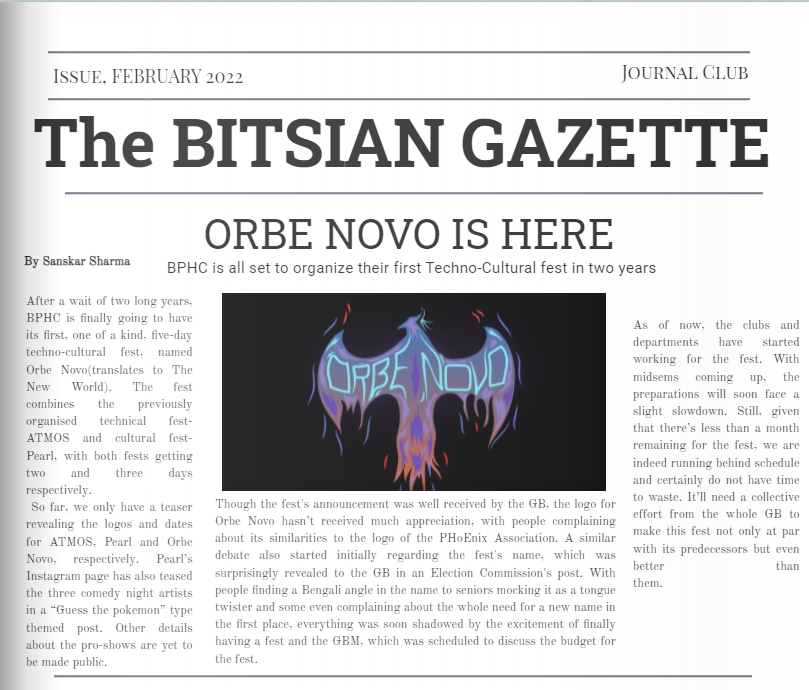 ISSUE, FEBRUARY 2022
JOURNAL CLUB
The BITSIAN GAZETTE
ORBE NOVO IS HERE
By Sanskar Sharma
BPHC is all set to organize their first Techno-Cultural fest in two years
After a wait of two long years,
BPHC is finally going to have
its first, one of a kind, five-day
techno-cultural fest, named
Orbe Novo(translates to The
New World). The fest
combines the previously
organised technical fest-
ATMOS and cultural fest-
Pearl, with both fests getting
two and three days
respectively.
So far, we only have a teaser
revealing the logos and dates
for ATMOS, Pearl and Orbe
Novo, respectively. Pearl's
Instagram page has also teased
the three comedy night artists
in a “Guess the pokemon” type
themed post. Other details
about the pro-shows are yet to
be made public.
ORBE NOVO
Though the fest's announcement was well received by the GB, the logo for
Orbe Novo hasn't received much appreciation, with people complaining
about its similarities to the logo of the PHoEnix Association. A similar
debate also started initially regarding the fest's name, which was
surprisingly revealed to the GB in an Election Commission's post. With
people finding a Bengali angle in the name to seniors mocking it as a tongue
twister and some even complaining about the whole need for a new name in
the first place, everything was soon shadowed by the excitement of finally
having a fest and the GBM, which was scheduled to discuss the budget for
the fest.
As of now, the clubs and
departments have started
working for the fest. With
midsems coming up, the
preparations will soon face a
slight slowdown. Still, given
that there's less than a month
remaining for the fest, we are
indeed running behind schedule
and certainly do not have time
to waste. It'll need a collective
effort from the whole GB to
make this fest not only at par
with its predecessors but even
better than
them.